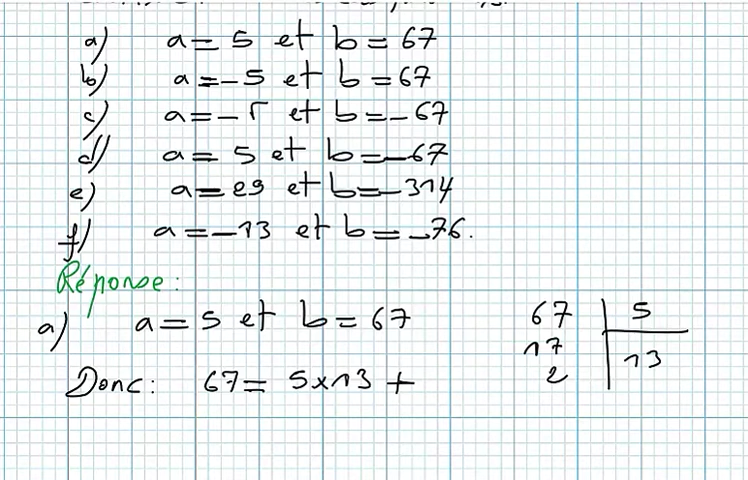 a) a = 5 et b = 67
b) a = -5 et b = 67
c) a = -5 et b = -67
d) a = 5 et b = -67
e) a = 29 et b = -314
f) a = -13 et b = -76.
Réponse :
a) a = 5 et b = 67
67 | 5
17 | 13
2
Donc : 67 = 5 x 13 +